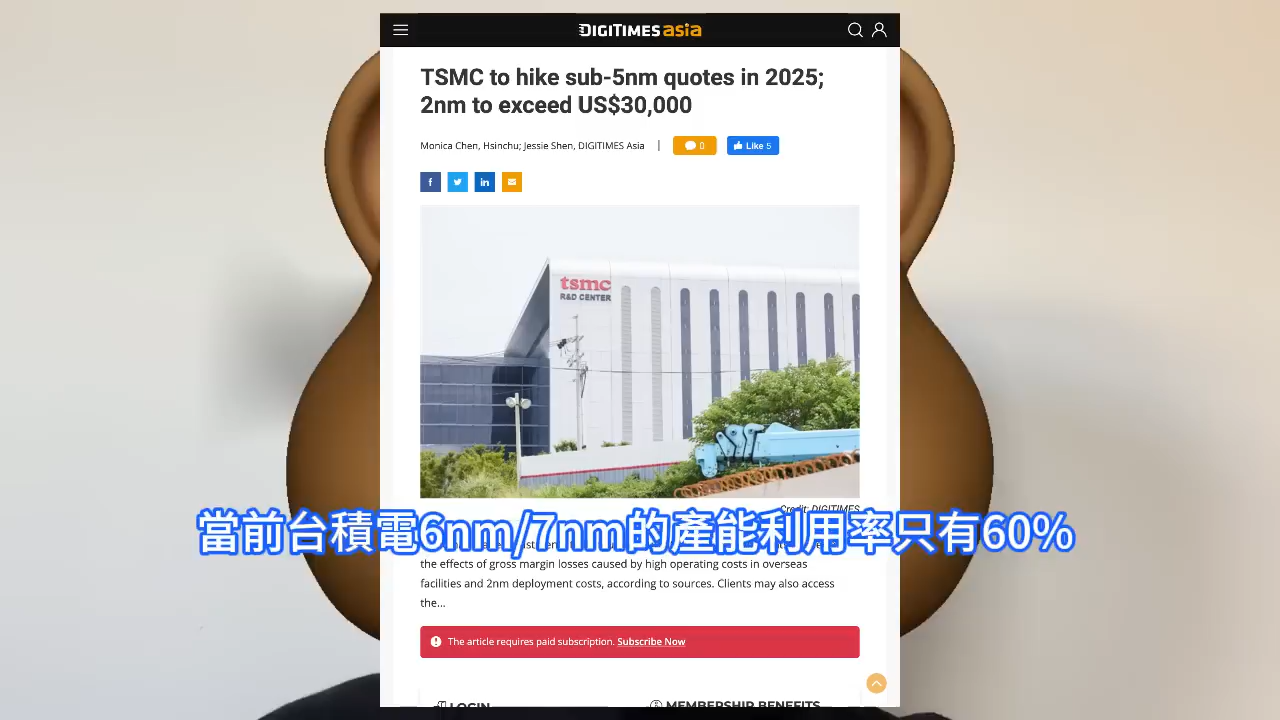 DIGITIMES asia
TSMC to hike sub-5nm quotes in 2025;
2nm to exceed US$30,000
Monica Chen, Hsinchu; Jessie Shen, DIGITIMES Asia | 0 Like 5
tsmc
R&D CENTER
Credit: DIGITIMES
當前台積電6nm/7nm的產能利用率只有60%
the effects of gross margin losses caused by high operating costs in overseas
facilities and 2nm deployment costs, according to sources. Clients may also access
the...
The article requires paid subscription. Subscribe Now
LOGIN MEMBERSHIP BENEFITS